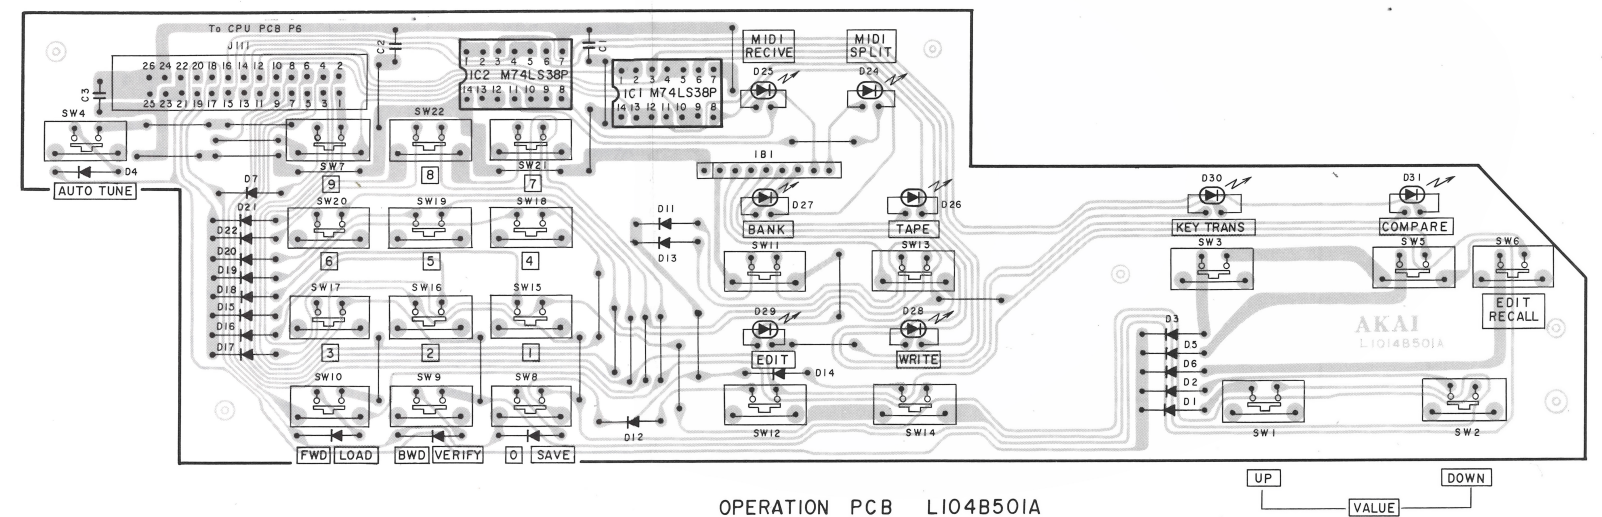 To CPU PCB P6
J111
26 24 22 20 18 16 14 12 10 8 6 4 2
25 23 21 19 17 15 13 11 9 7 5 3 1
C3
C2
C1
1 2 3 4 5 6 7
IC2 M74LS38P
14 13 12 11 10 9 8
1 2 3 4 5 6 7
IC1 M74LS38P
14 13 12 11 10 9 8
MIDI
RECIVE
D25
MIDI
SPLIT
D24
SW4
D4
AUTO TUNE
SW7
9
SW22
8
SW21
7
IB1
D7
D21
D22
D20
D19
D18
D15
D16
D17
SW20
6
SW19
5
SW18
4
D11
D13
D27
BANK
D26
TAPE
D30
KEY TRANS
D31
COMPARE
SW11
SW13
SW3
SW5
SW6
EDIT
RECALL
SW17
3
SW16
2
SW15
1
D29
EDIT
D28
WRITE
D14
D3
D5
D6
D2
D1
AKAI
L1014B501A
SW10
SW9
SW8
D12
SW12
SW14
SW1
SW2
FWD LOAD
BWD VERIFY
0 SAVE
UP
DOWN
VALUE
OPERATION PCB L104B501A